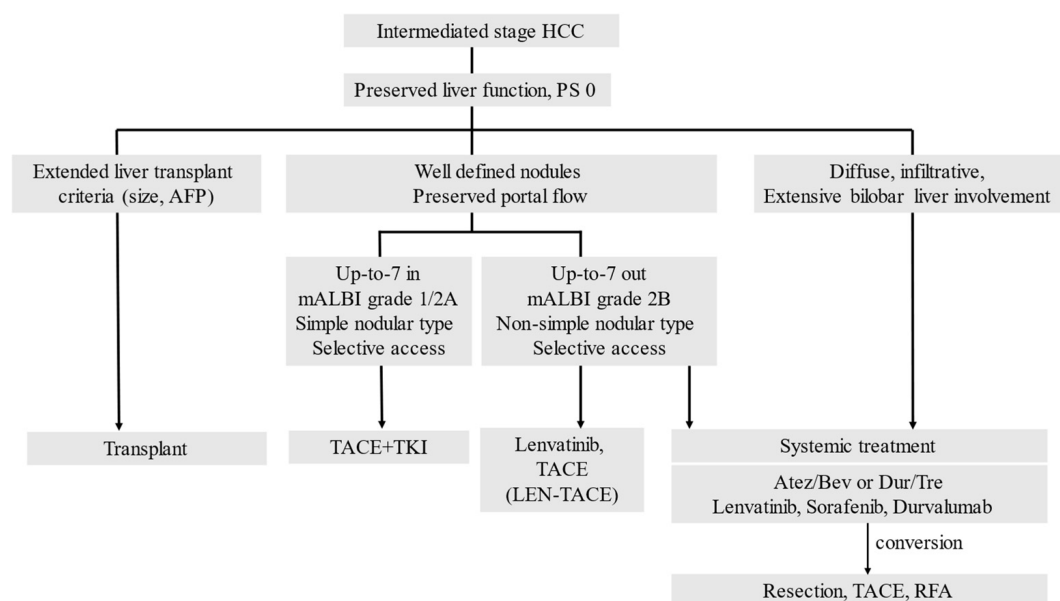 Intermediated stage HCC
Preserved liver function, PS 0
Extended liver transplant
criteria (size, AFP)
Well defined nodules
Preserved portal flow
Diffuse, infiltrative,
Extensive bilobar liver involvement
Up-to-7 in
mALBI grade 1/2A
Simple nodular type
Selective access
Up-to-7 out
mALBI grade 2B
Non-simple nodular type
Selective access
Transplant
TACE+TKI
Lenvatinib,
TACE
(LEN-TACE)
Systemic treatment
Atez/Bev or Dur/Tre
Lenvatinib, Sorafenib, Durvalumab
conversion
Resection, TACE, RFA